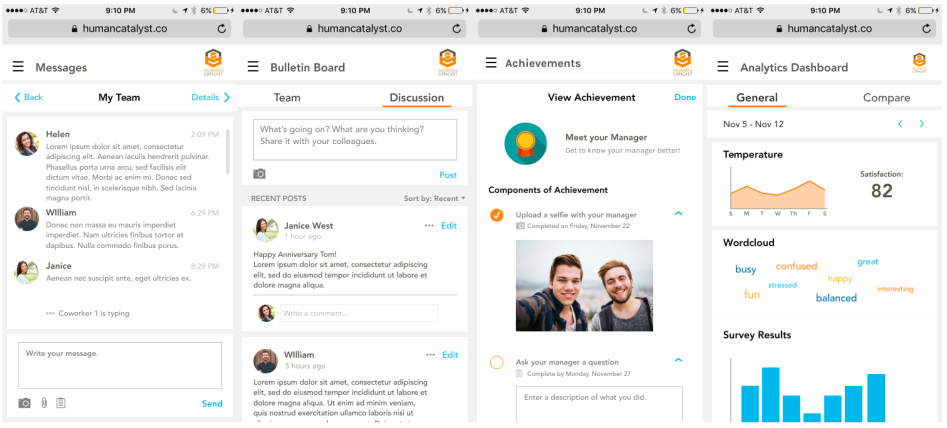 ●●●●○ AT&T 9:10 PM 6%
humancatalyst.co
Messages
HUMAN
CATALYST
Back My Team Details
Helen 2:09 PM
Lorem ipsum dolor sit amet, consectetur
adipiscing elit. Aenean iaculis hendrerit pulvinar.
Phasellus porta urna arcu, sed facilisis elit
dictum vitae. Morbi ac enim mi. Donec sed
tincidunt nisl, in scelerisque nibh. Sed lacinia
magna portir.
WIlliam 6:29 PM
Donec non massa eu mauris imperdiet
imperdiet. Nam ultricies finibus tortor et
dapibus. Nulla commodo finibus purus.
Janice 8:29 PM
Aenean nec suscipit ante, eget ultricies ex.
Coworker 1 is typing
Write your message.
Send
●●●●○ AT&T 9:10 PM 6%
humancatalyst.co
Bulletin Board
HUMAN
CATALYST
Team Discussion
What's going on? What are you thinking?
Share it with your colleagues.
Post
RECENT POSTS Sort by: Recent
Janice West Edit
1 hour ago
Happy Anniversary Tom!
Lorem ipsum dolor sit amet, consectetur adipiscing
elit, sed do eiusmod tempor incididunt ut labore et
dolore magna aliqua.
Write a comment...
WIlliam Edit
5 hours ago
Lorem ipsum dolor sit amet, consectetur adipiscing
elit, sed do eiusmod tempor incididunt ut labore et
dolore magna aliqua. Ut enim ad minim veniam,
quis nostrud exercitation ullamco laboris nisi ut
●●●●○ AT&T 9:10 PM 6%
humancatalyst.co
Achievements
HUMAN
CATALYST
View Achievement Done
Meet your Manager
Get to know your manager better!
Components of Achievement
Upload a selfie with your manager
Completed on Friday, November 22
Ask your manager a question
Complete by Monday, November 27
Enter a description of what you did.
●●●●○ AT&T 9:10 PM 6%
humancatalyst.co
Analytics Dashboard
HUMAN
CATALYST
General Compare
Nov 5 - Nov 12
Temperature
Satisfaction:
82
S M T W Th F S
Wordcloud
busy confused great
stressed happy
fun balanced interesting
Survey Results